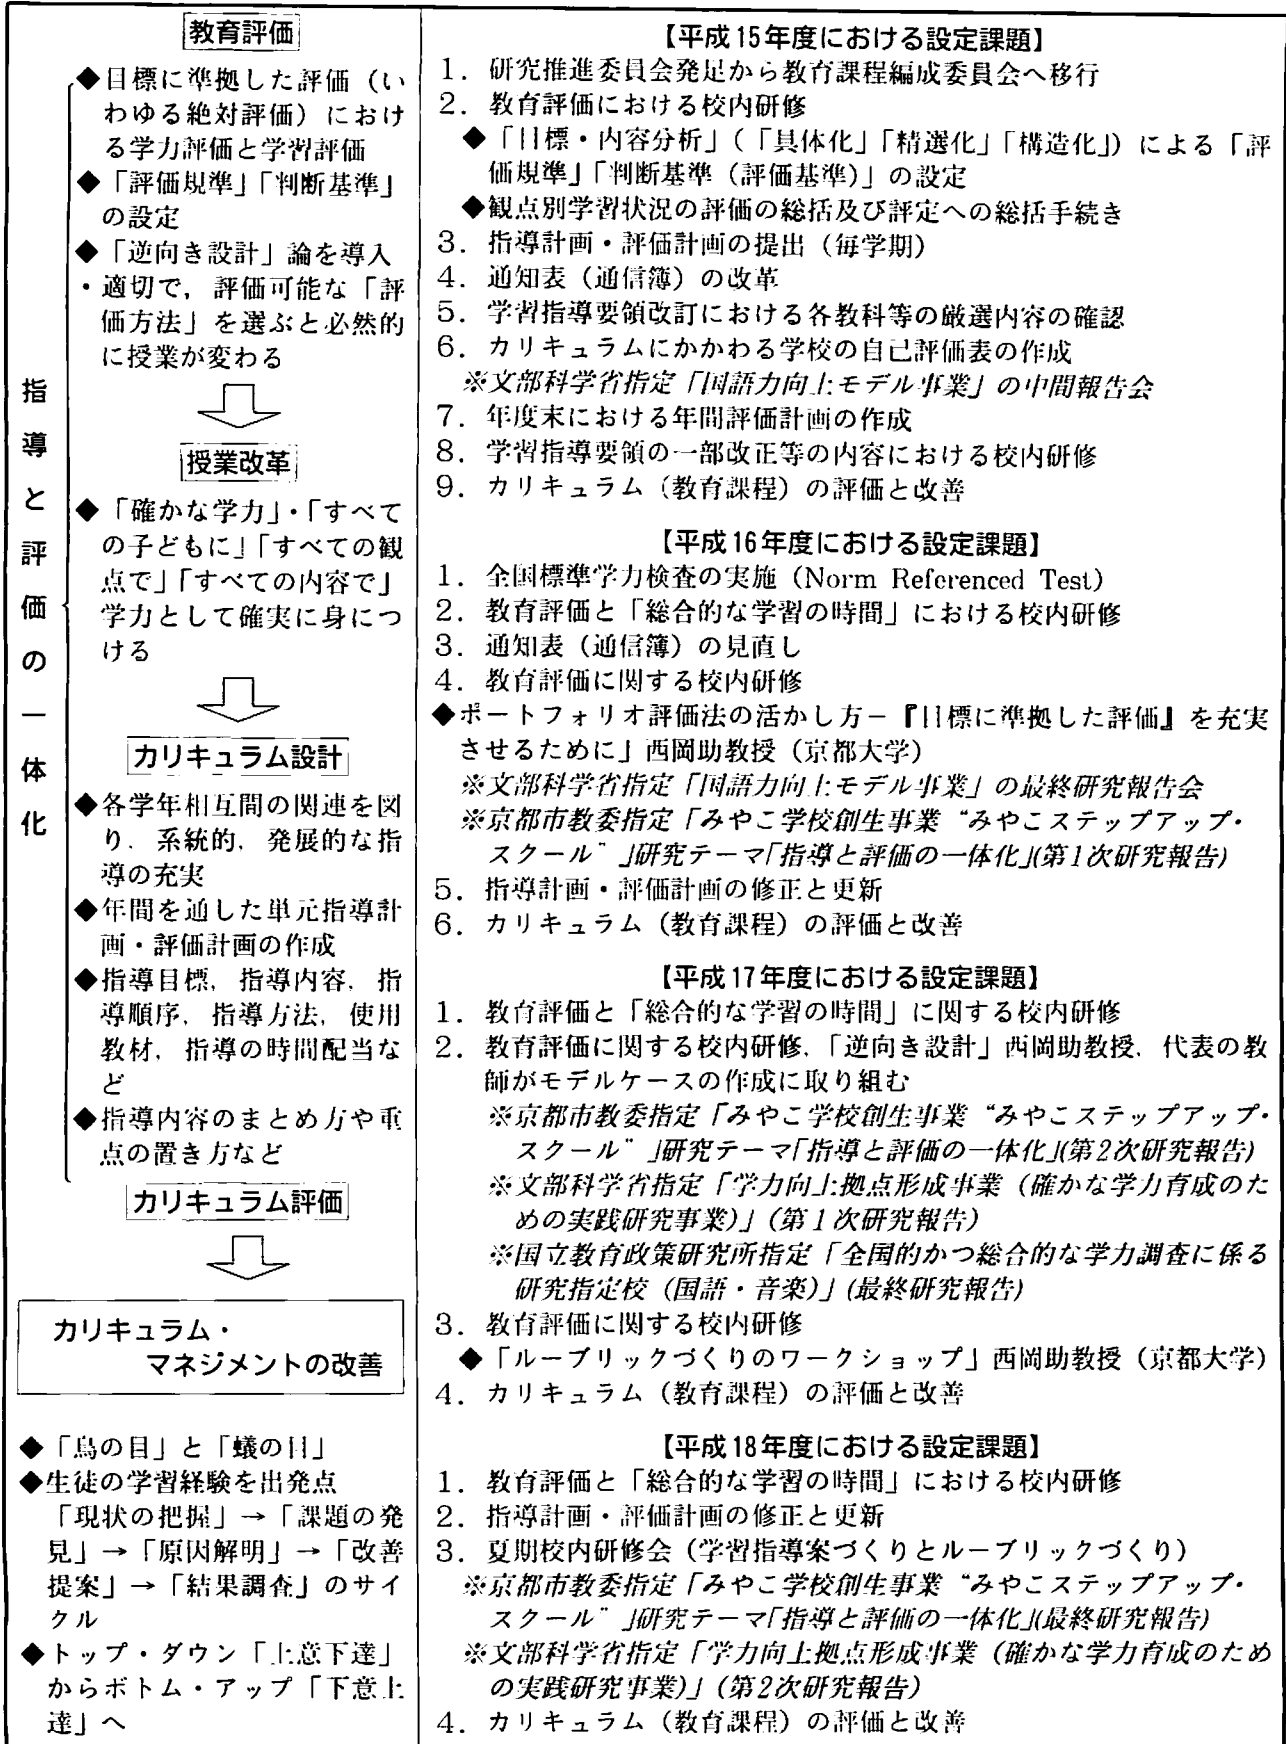 指導と評価の一体化
教育評価
◆目標に準拠した評価（い
わゆる絶対評価）におけ
る学力評価と学習評価
◆「評価規準」「判断基準」
の設定
◆「逆向き設計」論を導入
・適切で，評価可能な「評
価方法」を選ぶと必然的
に授業が変わる
授業改革
◆「確かな学力」・「すべて
の子どもに」「すべての観
点で」「すべての内容で」
学力として確実に身につ
ける
カリキュラム設計
◆各学年相互間の関連を図
り，系統的，発展的な指
導の充実
◆年間を通した単元指導計
画・評価計画の作成
◆指導目標，指導内容，指
導順序，指導方法，使用
教材，指導の時間配当な
ど
◆指導内容のまとめ方や重
点の置き方など
カリキュラム評価
カリキュラム・
マネジメントの改善
◆「鳥の目」と「蟻の目」
◆生徒の学習経験を出発点
「現状の把握」→「課題の発
見」→「原因解明」→「改善
提案」→「結果調査」のサイ
クル
◆トップ・ダウン「上意下達」
からボトム・アップ「下意上
達」へ
【平成15年度における設定課題】
1．研究推進委員会発足から教育課程編成委員会へ移行
2．教育評価における校内研修
◆「目標・内容分析」（「具体化」「精選化」「構造化」）による「評
価規準」「判断基準（評価基準）」の設定
◆観点別学習状況の評価の総括及び評定への総括手続き
3．指導計画・評価計画の提出（毎学期）
4．通知表（通信簿）の改革
5．学習指導要領改訂における各教科等の厳選内容の確認
6．カリキュラムにかかわる学校の自己評価表の作成
※文部科学省指定「国語力向上モデル事業」の中間報告会
7．年度末における年間評価計画の作成
8．学習指導要領の一部改正等の内容における校内研修
9．カリキュラム（教育課程）の評価と改善
【平成16年度における設定課題】
1．全国標準学力検査の実施（Norm Referenced Test）
2．教育評価と「総合的な学習の時間」における校内研修
3．通知表（通信簿）の見直し
4．教育評価に関する校内研修
◆ポートフォリオ評価法の活かし方－『目標に準拠した評価』を充実
させるために」西岡助教授（京都大学）
※文部科学省指定「国語力向上モデル事業」の最終研究報告会
※京都市教委指定「みやこ学校創生事業“みやこステップアップ・
スクール”」研究テーマ「指導と評価の一体化」（第1次研究報告）
5．指導計画・評価計画の修正と更新
6．カリキュラム（教育課程）の評価と改善
【平成17年度における設定課題】
1．教育評価と「総合的な学習の時間」に関する校内研修
2．教育評価に関する校内研修，「逆向き設計」西岡助教授，代表の教
師がモデルケースの作成に取り組む
※京都市教委指定「みやこ学校創生事業“みやこステップアップ・
スクール”」研究テーマ「指導と評価の一体化」（第2次研究報告）
※文部科学省指定「学力向上拠点形成事業（確かな学力育成のた
めの実践研究事業）」（第1次研究報告）
※国立教育政策研究所指定「全国的かつ総合的な学力調査に係る
研究指定校（国語・音楽）」（最終研究報告）
3．教育評価に関する校内研修
◆「ルーブリックづくりのワークショップ」西岡助教授（京都大学）
4．カリキュラム（教育課程）の評価と改善
【平成18年度における設定課題】
1．教育評価と「総合的な学習の時間」における校内研修
2．指導計画・評価計画の修正と更新
3．夏期校内研修会（学習指導案づくりとルーブリックづくり）
※京都市教委指定「みやこ学校創生事業“みやこステップアップ・
スクール”」研究テーマ「指導と評価の一体化」（最終研究報告）
※文部科学省指定「学力向上拠点形成事業（確かな学力育成のため
の実践研究事業）」（第2次研究報告）
4．カリキュラム（教育課程）の評価と改善